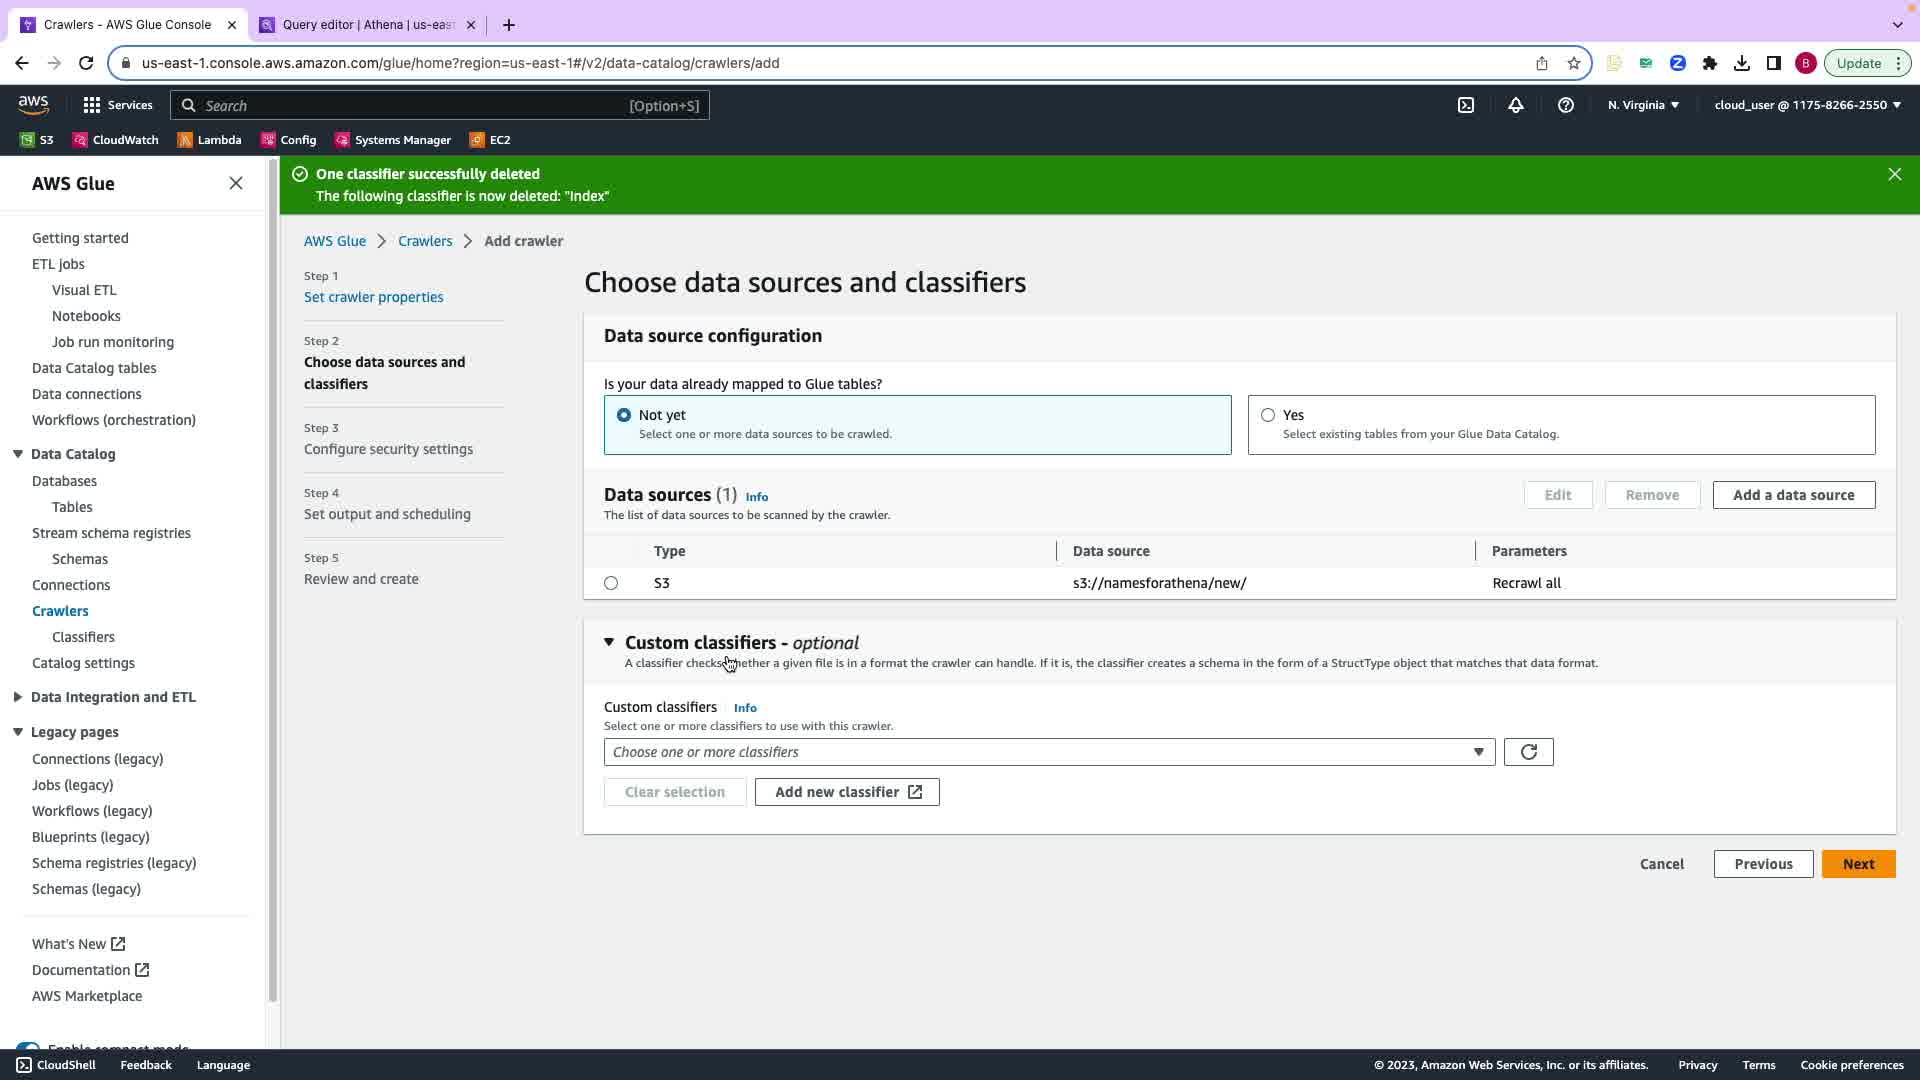 Crawlers - AWS Glue Console
Query editor | Athena | us-east
us-east-1.console.aws.amazon.com/glue/home?region=us-east-1#/v2/data-catalog/crawlers/add
B
Update
aws
Services
Search
[Option+S]
N. Virginia
cloud_user @ 1175-8266-2550
S3
CloudWatch
Lambda
Config
Systems Manager
EC2
AWS Glue
Getting started
ETL jobs
Visual ETL
Notebooks
Job run monitoring
Data Catalog tables
Data connections
Workflows (orchestration)
Data Catalog
Databases
Tables
Stream schema registries
Schemas
Connections
Crawlers
Classifiers
Catalog settings
Data Integration and ETL
Legacy pages
Connections (legacy)
Jobs (legacy)
Workflows (legacy)
Blueprints (legacy)
Schema registries (legacy)
Schemas (legacy)
What's New
Documentation
AWS Marketplace
Enable compact mode
One classifier successfully deleted
The following classifier is now deleted: "Index"
AWS Glue
Crawlers
Add crawler
Step 1
Set crawler properties
Step 2
Choose data sources and
classifiers
Step 3
Configure security settings
Step 4
Set output and scheduling
Step 5
Review and create
Choose data sources and classifiers
Data source configuration
Is your data already mapped to Glue tables?
Not yet
Select one or more data sources to be crawled.
Yes
Select existing tables from your Glue Data Catalog.
Data sources (1) Info
The list of data sources to be scanned by the crawler.
Edit
Remove
Add a data source
Type
Data source
Parameters
S3
s3://namesforathena/new/
Recrawl all
Custom classifiers - optional
A classifier checks whether a given file is in a format the crawler can handle. If it is, the classifier creates a schema in the form of a StructType object that matches that data format.
Custom classifiers Info
Select one or more classifiers to use with this crawler.
Choose one or more classifiers
Clear selection
Add new classifier
Cancel
Previous
Next
CloudShell
Feedback
Language
© 2023, Amazon Web Services, Inc. or its affiliates.
Privacy
Terms
Cookie preferences